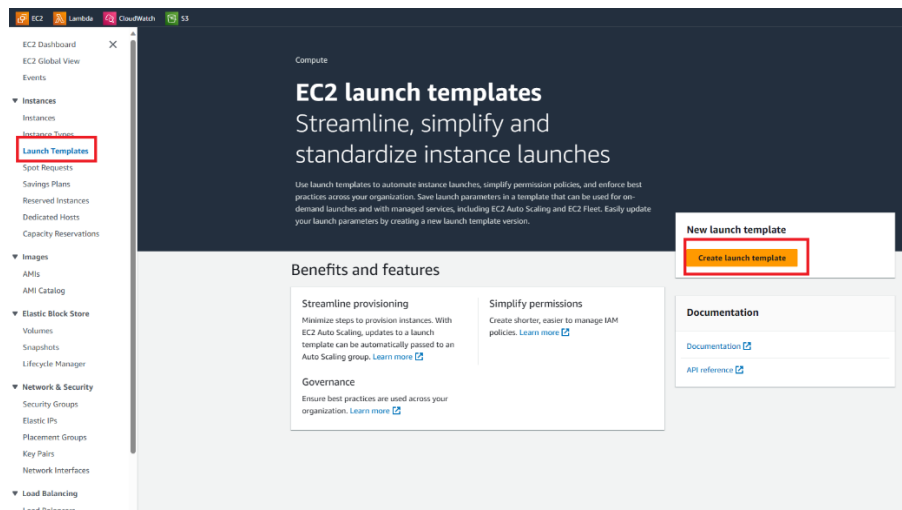 EC2 Lambda CloudWatch S3
EC2 Dashboard
EC2 Global View
Events
Instances
Instances
Instance Types
Launch Templates
Spot Requests
Savings Plans
Reserved Instances
Dedicated Hosts
Capacity Reservations
Images
AMIs
AMI Catalog
Elastic Block Store
Volumes
Snapshots
Lifecycle Manager
Network & Security
Security Groups
Elastic IPs
Placement Groups
Key Pairs
Network Interfaces
Load Balancing
Load Balancers
Compute
EC2 launch templates
Streamline, simplify and
standardize instance launches
Use launch templates to automate instance launches, simplify permission policies, and enforce best
practices across your organization. Save launch parameters in a template that can be used for on-
demand launches and with managed services, including EC2 Auto Scaling and EC2 Fleet. Easily update
your launch parameters by creating a new launch template version.
New launch template
Create launch template
Benefits and features
Streamline provisioning
Minimize steps to provision instances. With
EC2 Auto Scaling, updates to a launch
template can be automatically passed to an
Auto Scaling group. Learn more
Simplify permissions
Create shorter, easier to manage IAM
policies. Learn more
Governance
Ensure best practices are used across your
organization. Learn more
Documentation
Documentation
API reference